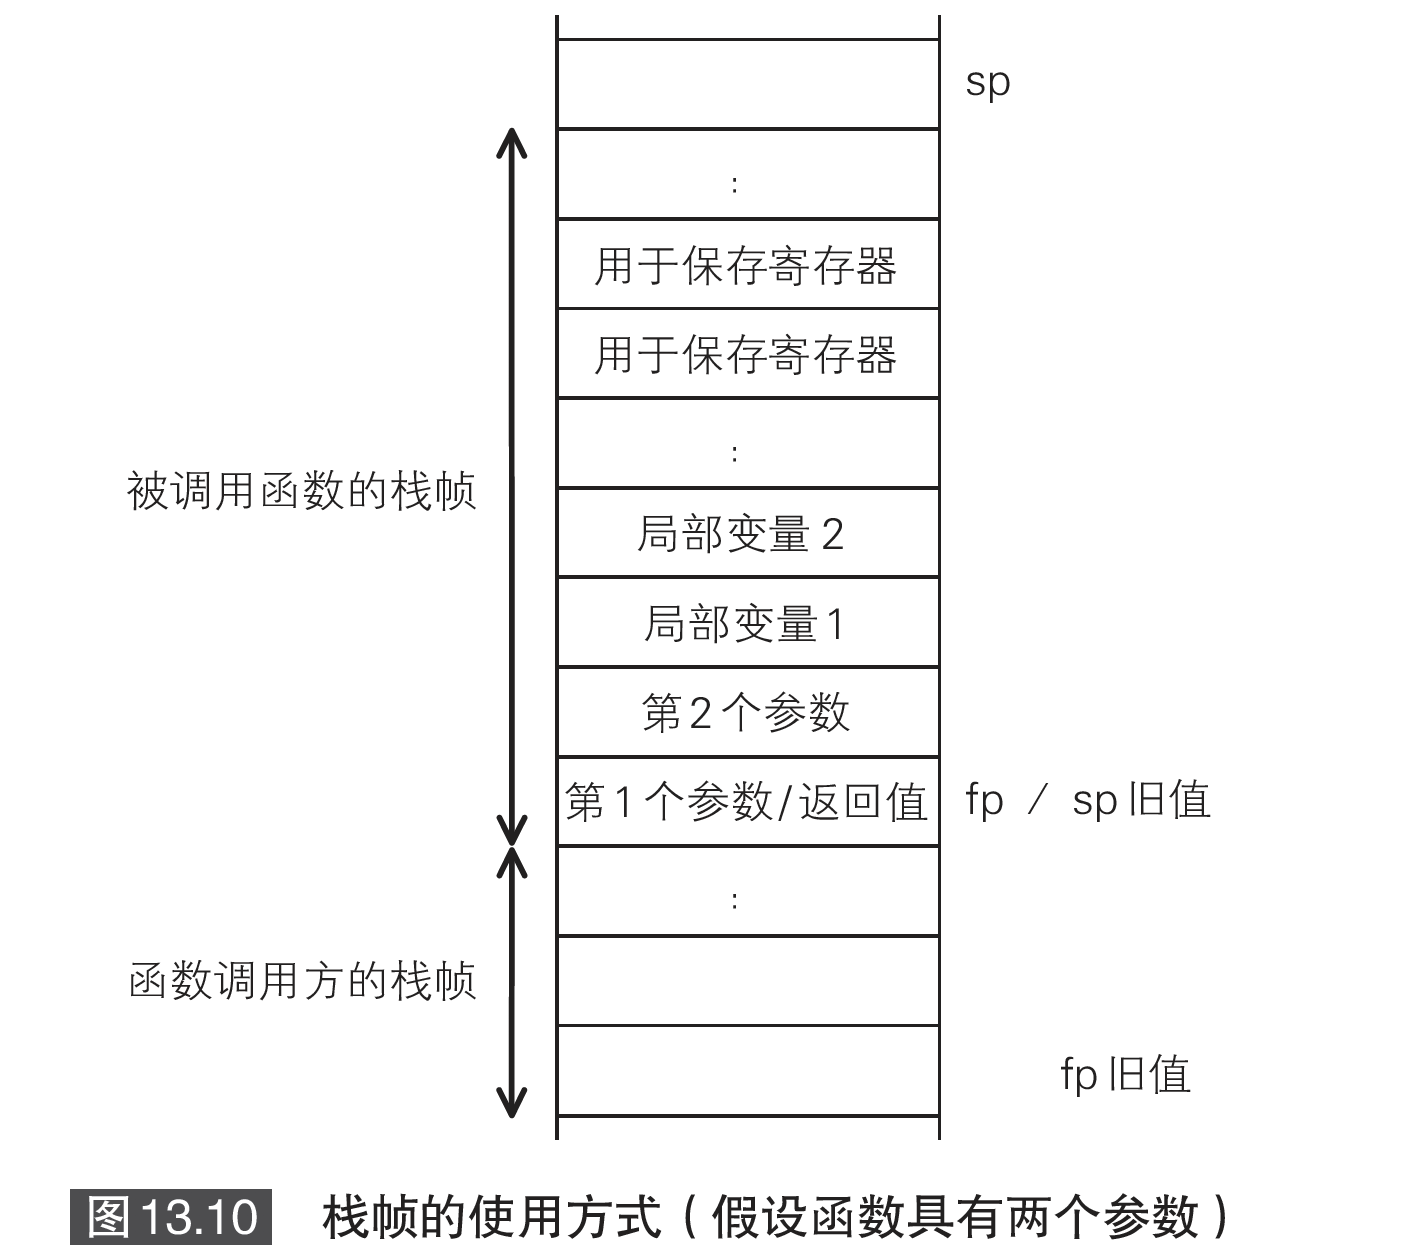 sp
:
用于保存寄存器
用于保存寄存器
:
被调用函数的栈帧
局部变量 2
局部变量 1
第 2 个参数
第 1 个参数/返回值
fp / sp 旧值
:
函数调用方的栈帧
fp 旧值
图 13.10 栈帧的使用方式（假设函数具有两个参数）